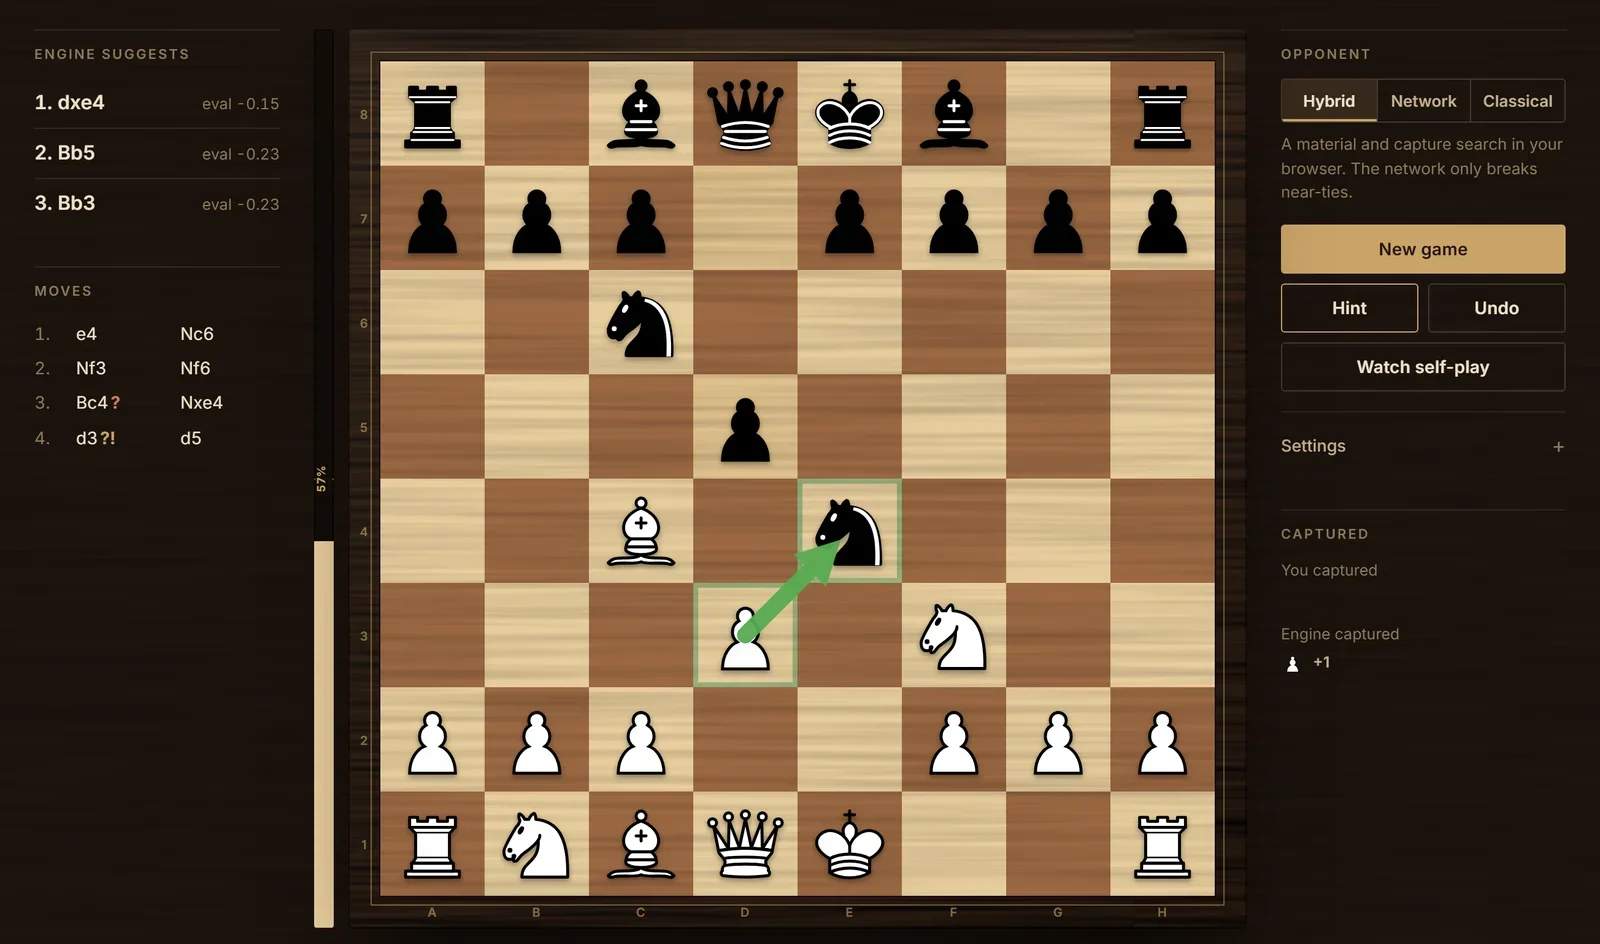 ENGINE SUGGESTS
1. dxe4 eval -0.15
2. Bb5 eval -0.23
3. Bb3 eval -0.23
MOVES
1. e4 Nc6
2. Nf3 Nf6
3. Bc4? Nxe4
4. d3?! d5
57%
8
7
6
5
4
3
2
1
A B C D E F G H
OPPONENT
Hybrid Network Classical
A material and capture search in your
browser. The network only breaks
near-ties.
New game
Hint Undo
Watch self-play
Settings +
CAPTURED
You captured
Engine captured
+1